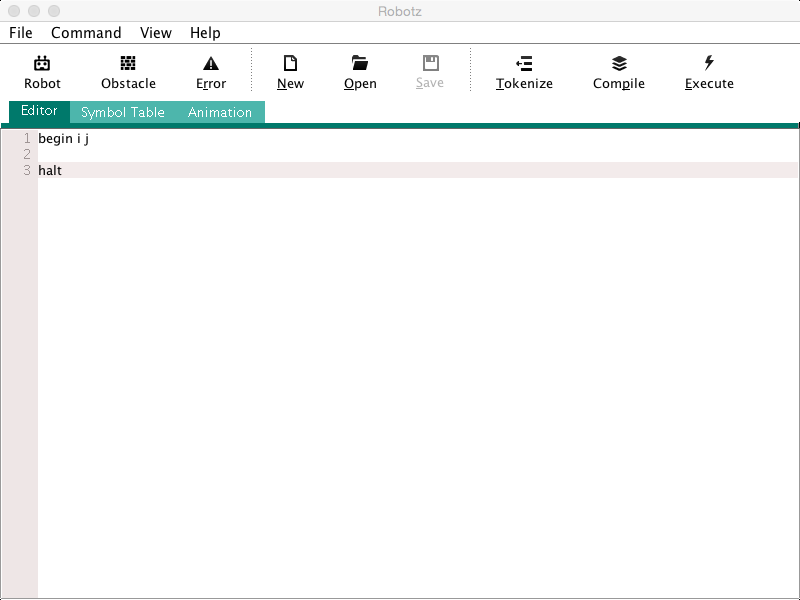 Robotz
File Command View Help
Robot Obstacle Error New Open Save Tokenize Compile Execute
Editor Symbol Table Animation
1 begin i j
2
3 halt